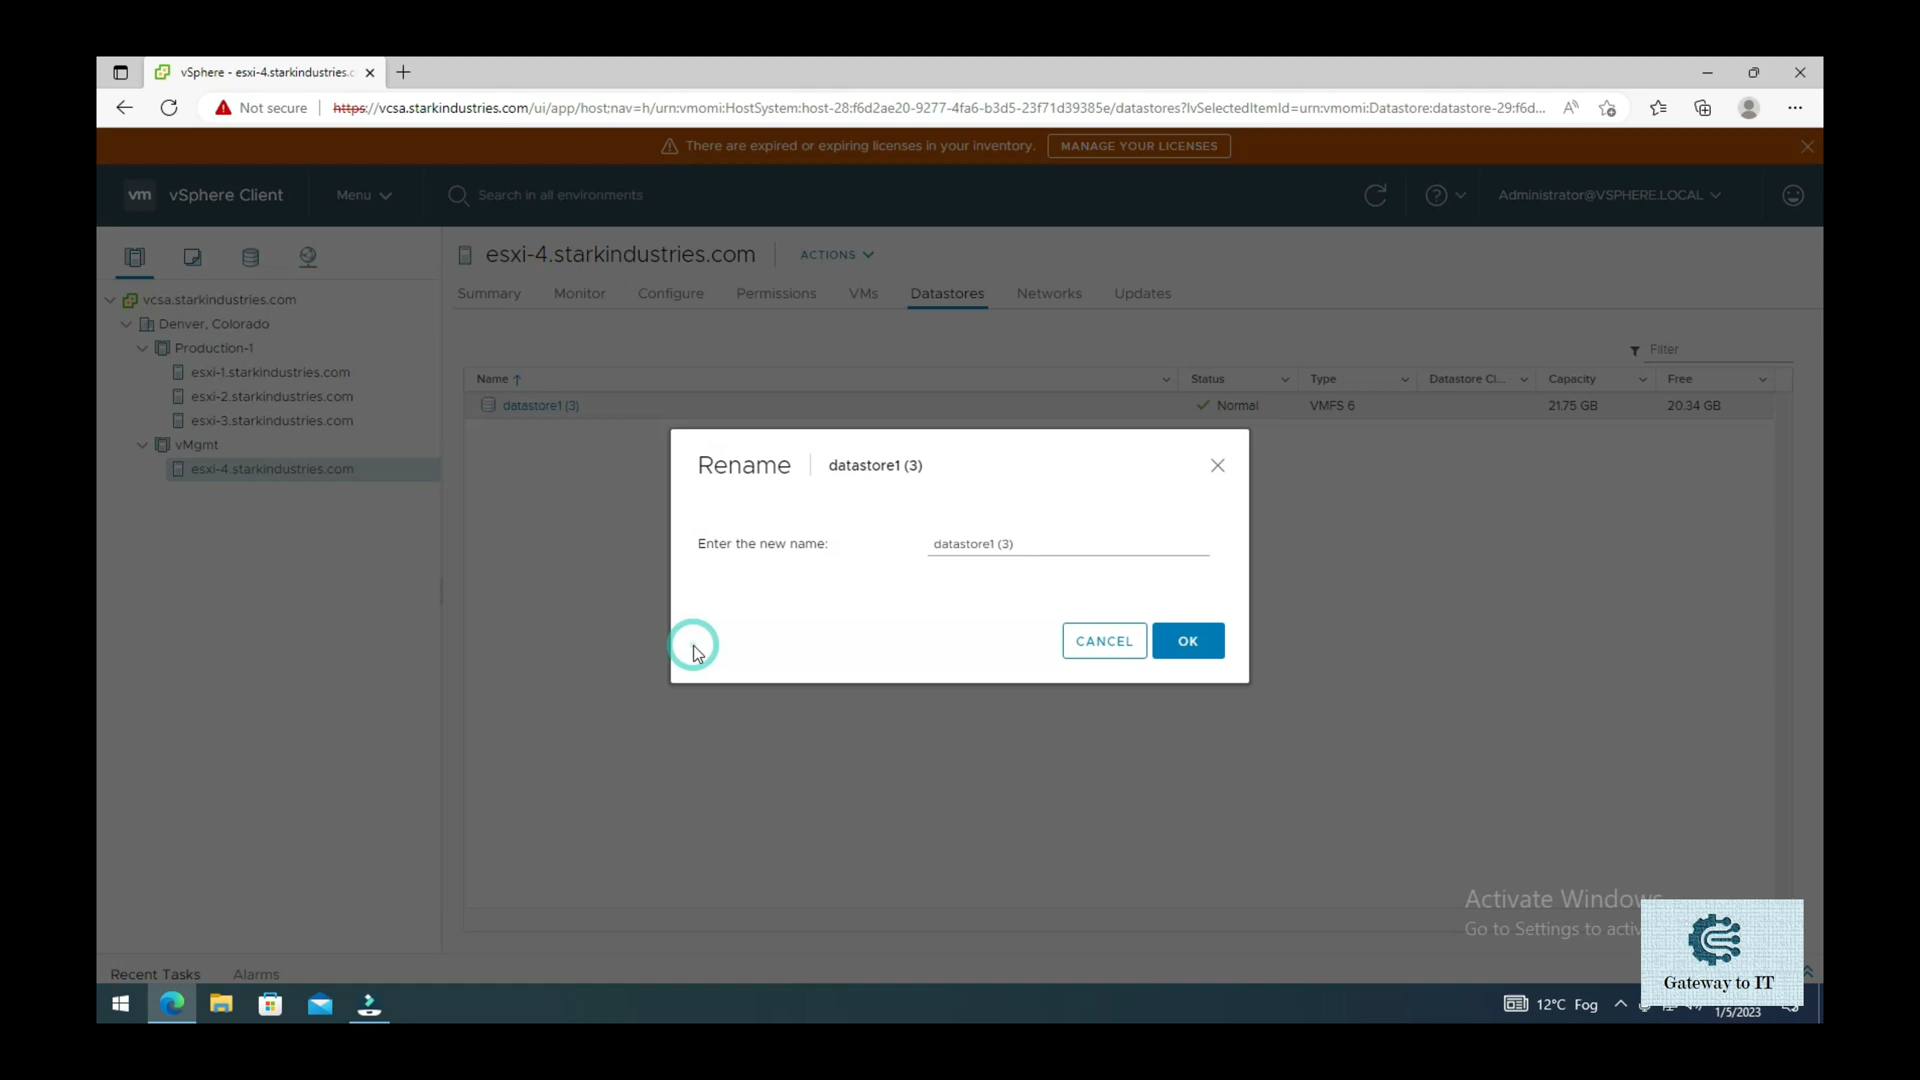 vSphere - esxi-4.starkindustries.c
Not secure
https://vcsa.starkindustries.com/ui/app/host:nav=h/urn:vmomi:HostSystem:host-28:f6d2ae20-9277-4fa6-b3d5-23f71d39385e/datastores?lvSelectedItemId=urn:vmomi:Datastore:datastore-29:f6d...
There are expired or expiring licenses in your inventory.
MANAGE YOUR LICENSES
vm
vSphere Client
Menu
Search in all environments
Administrator@VSPHERE.LOCAL
esxi-4.starkindustries.com
ACTIONS
Summary
Monitor
Configure
Permissions
VMs
Datastores
Networks
Updates
vcsa.starkindustries.com
Denver, Colorado
Production-1
esxi-1.starkindustries.com
esxi-2.starkindustries.com
esxi-3.starkindustries.com
vMgmt
esxi-4.starkindustries.com
Filter
Name
Status
Type
Datastore Cl...
Capacity
Free
datastore1 (3)
Normal
VMFS 6
21.75 GB
20.34 GB
Rename
datastore1 (3)
Enter the new name:
datastore1 (3)
CANCEL
OK
Activate Windows
Go to Settings to activ
Gateway to IT
Recent Tasks
Alarms
12°C Fog
1/5/2023